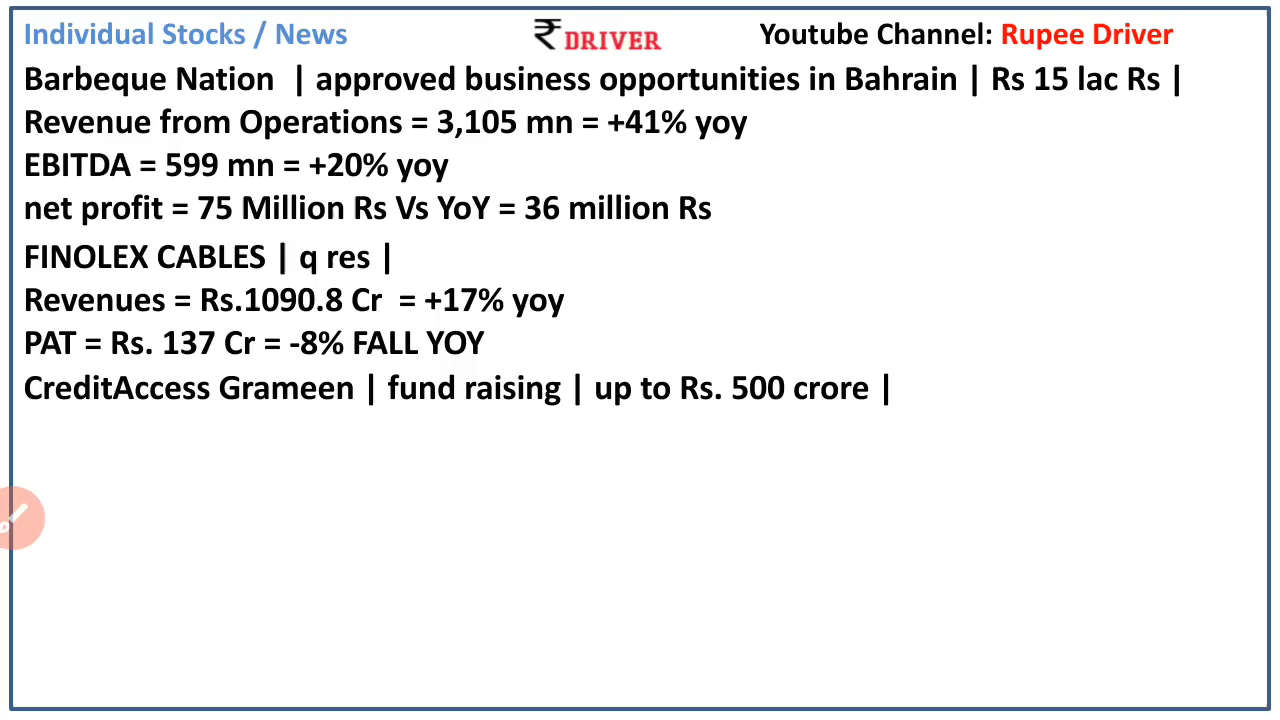 Individual Stocks / News ₹ DRIVER Youtube Channel: Rupee Driver
Barbeque Nation | approved business opportunities in Bahrain | Rs 15 lac Rs |
Revenue from Operations = 3,105 mn = +41% yoy
EBITDA = 599 mn = +20% yoy
net profit = 75 Million Rs Vs YoY = 36 million Rs
FINOLEX CABLES | q res |
Revenues = Rs.1090.8 Cr = +17% yoy
PAT = Rs. 137 Cr = -8% FALL YOY
CreditAccess Grameen | fund raising | up to Rs. 500 crore |